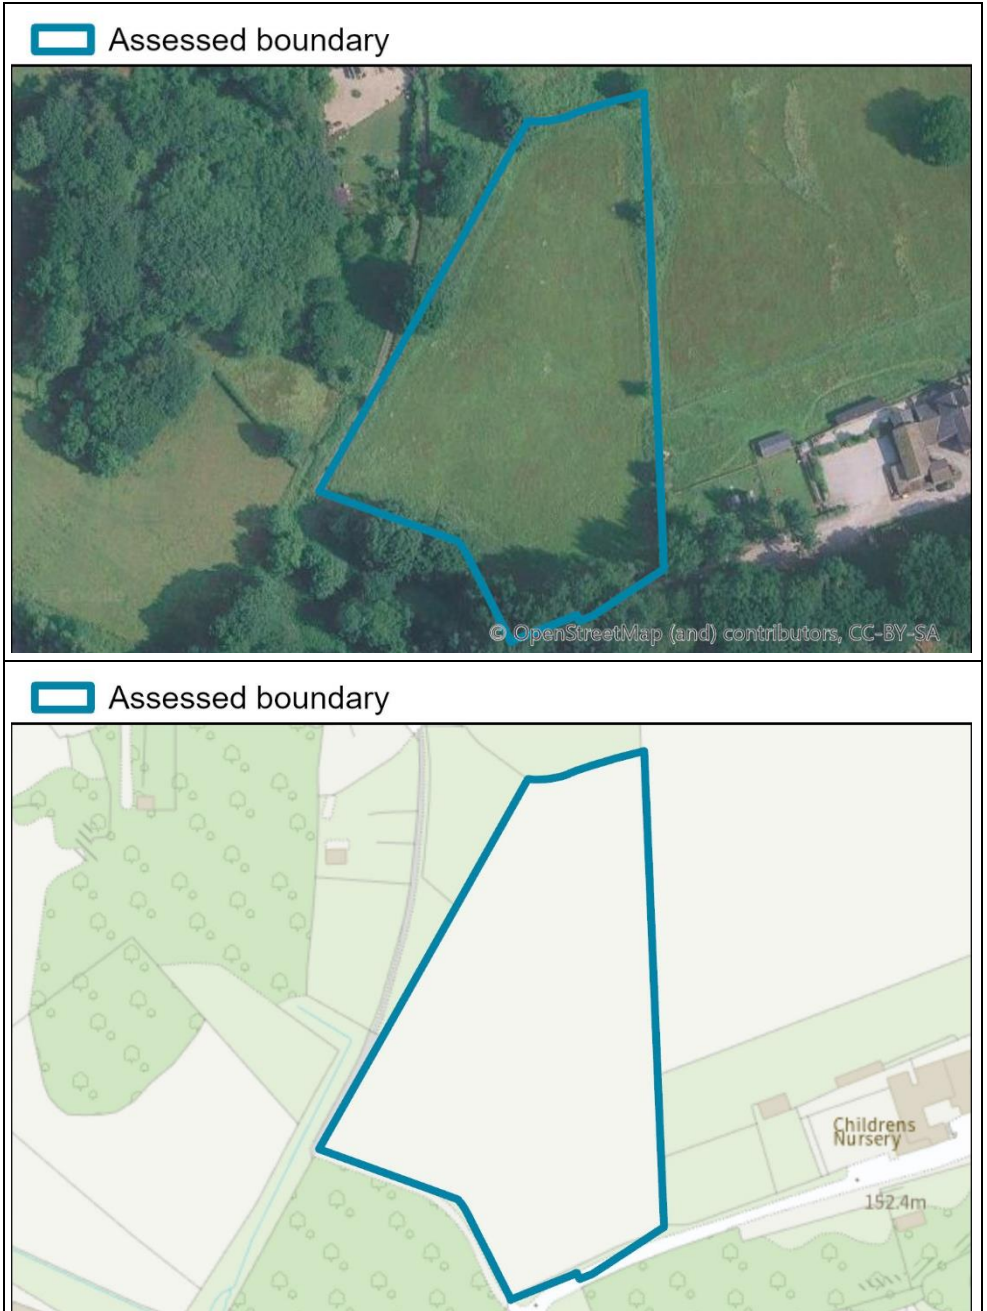 Assessed boundary
© OpenStreetMap (and) contributors, CC-BY-SA
Assessed boundary
Childrens
Nursery
152.4m